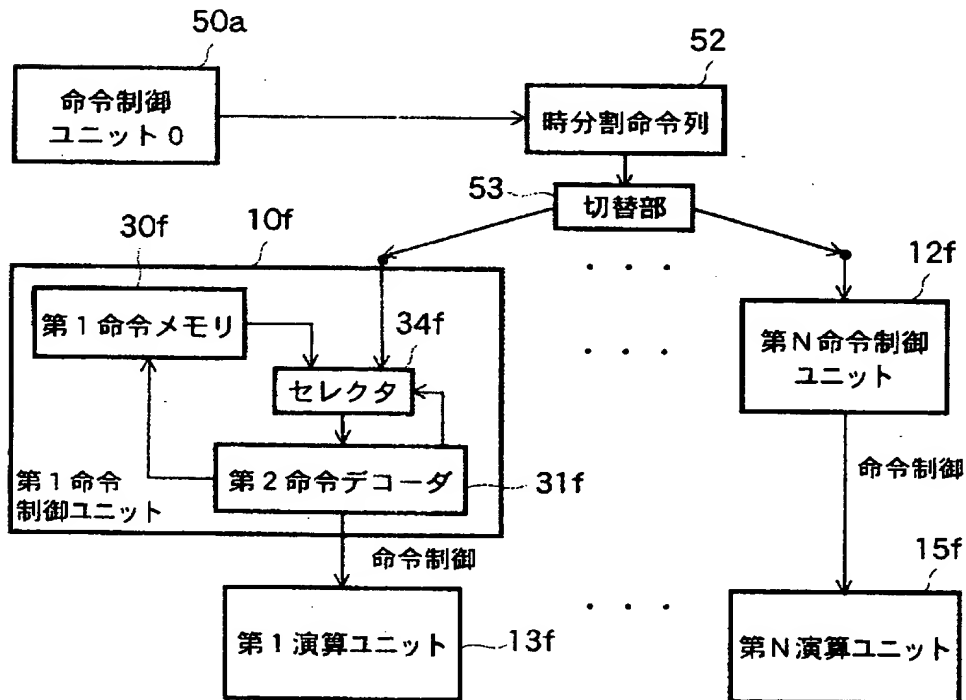 50a
52
命令制御
ユニット 0
時分割命令列
53
切替部
30f
10f
12f
第1命令メモリ
34f
第N命令制御
ユニット
セレクタ
第1命令
制御ユニット
第2命令デコーダ
31f
命令制御
命令制御
15f
第1演算ユニット
13f
第N演算ユニット